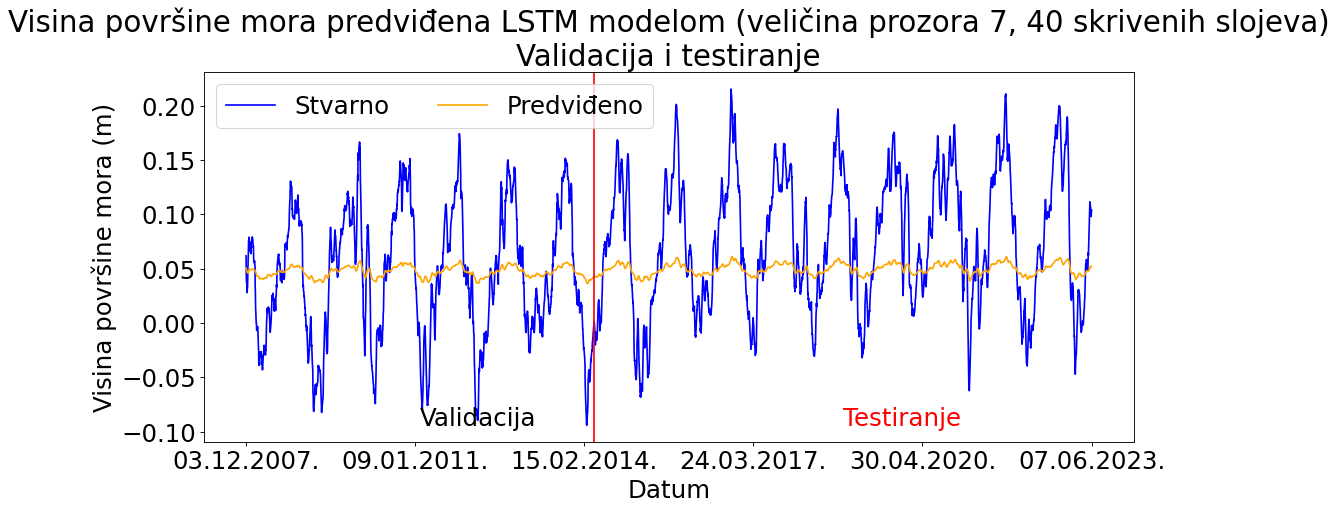 Visina površine mora predviđena LSTM modelom (veličina prozora 7, 40 skrivenih slojeva)
Validacija i testiranje
Stvarno
Predviđeno
Visina površine mora (m)
0.20
0.15
0.10
0.05
0.00
−0.05
−0.10
Validacija
Testiranje
03.12.2007.
09.01.2011.
15.02.2014.
24.03.2017.
30.04.2020.
07.06.2023.
Datum